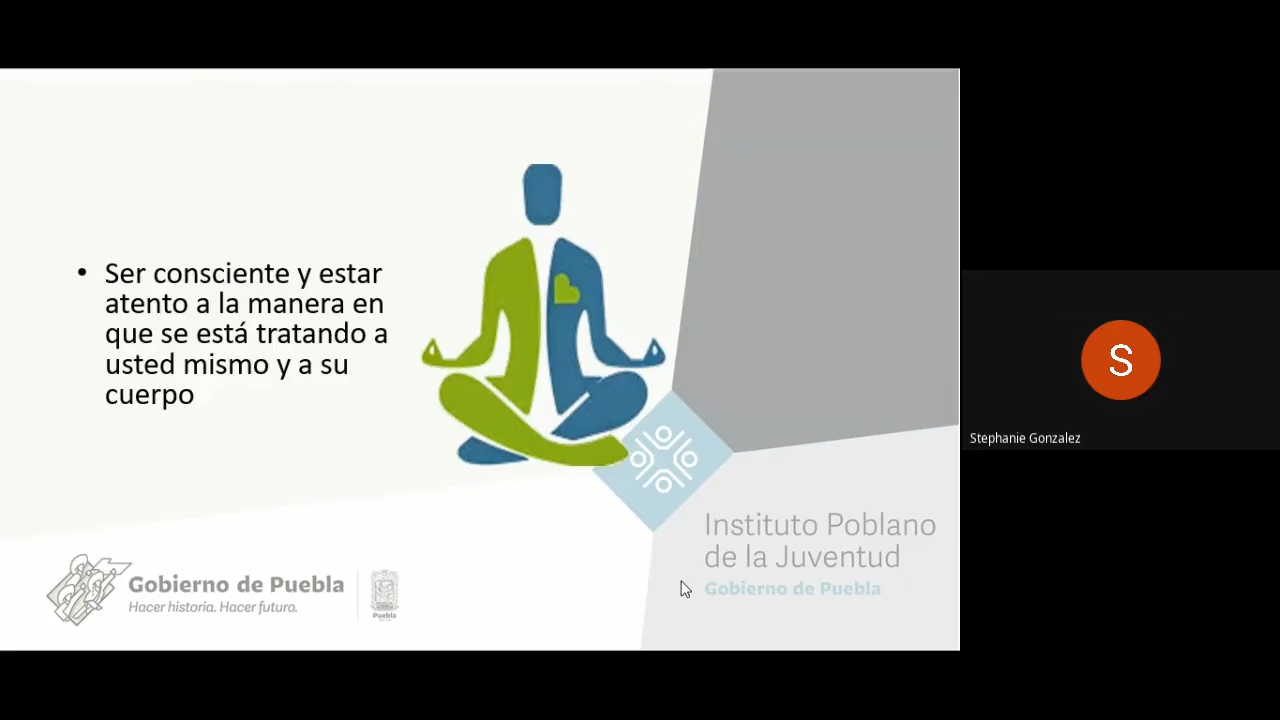 • Ser consciente y estar
atento a la manera en
que se está tratando a
usted mismo y a su
cuerpo
S
Stephanie Gonzalez
Instituto Poblano
de la Juventud
Gobierno de Puebla
Gobierno de Puebla
Hacer historia. Hacer futuro.
Puebla